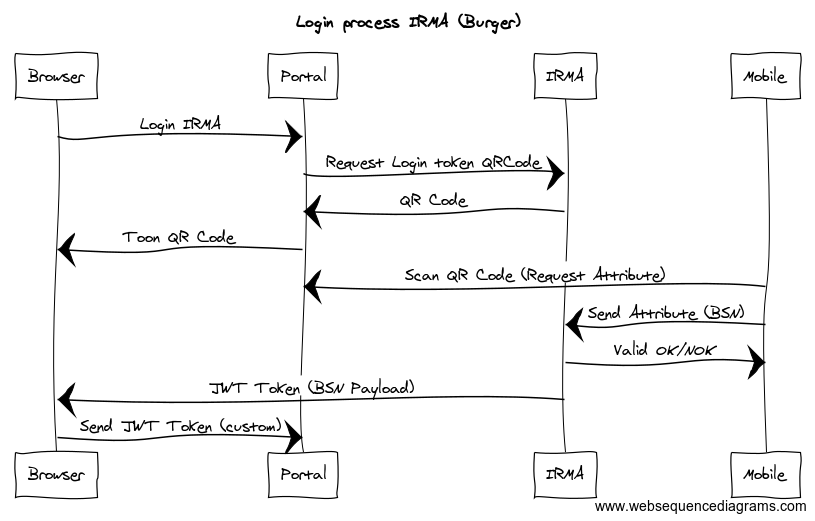 Login process IRMA (Burger)
Browser Portal IRMA Mobile
Login IRMA
Request Login token QRCode
QR Code
Toon QR Code
Scan QR Code (Request Attribute)
Send Attribute (BSN)
Valid OK/NOK
JWT Token (BSN Payload)
Send JWT Token (custom)
Browser Portal IRMA Mobile
www.websequencediagrams.com